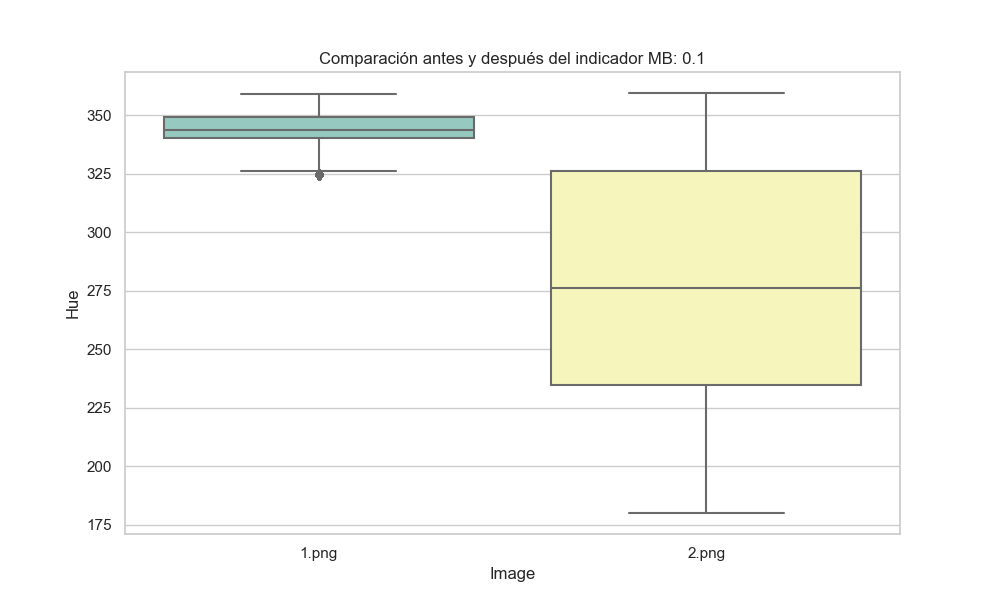 Comparación antes y después del indicador MB: 0.1
350
325
300
275
250
225
200
175
Hue
1.png
2.png
Image